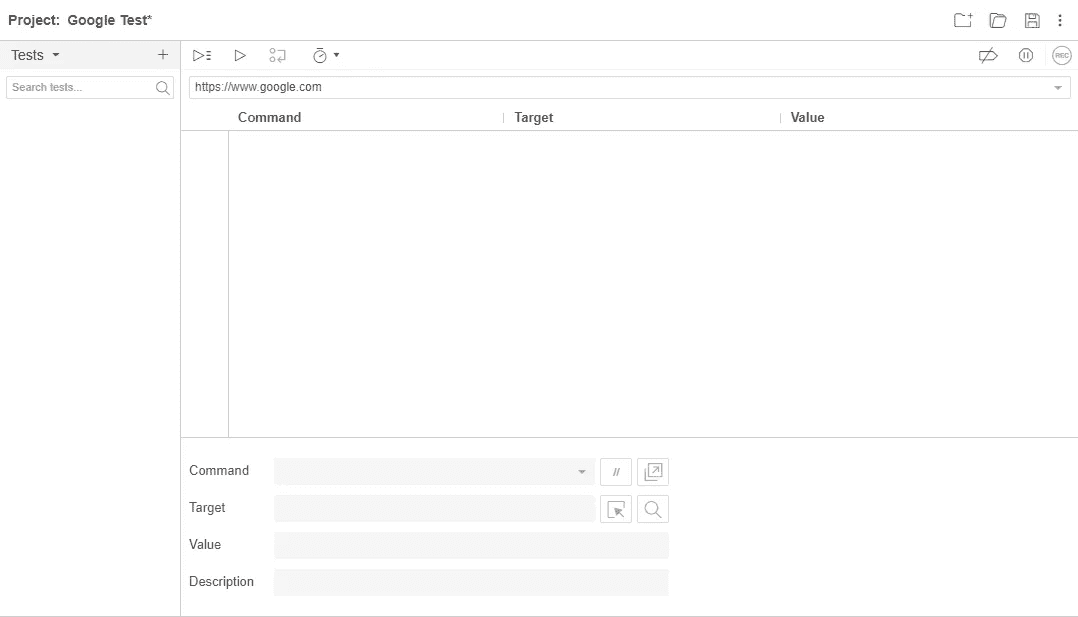 Project: Google Test*
Tests
Search tests...
https://www.google.com
REC
Command Target Value
Command //
Target
Value
Description